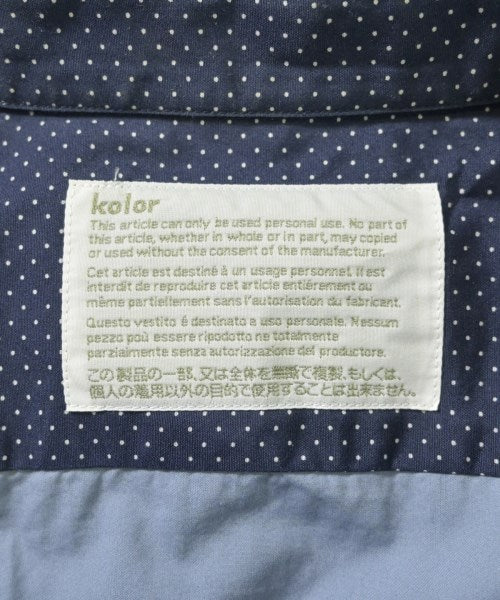 kolor
This article can only be used personal use. No part of
this article, whether in whole or in part, may copied
or used without the consent of the manufacturer.
Cet article est destiné à un usage personnel. Il est
interdit de reproduire cet article entiérement ou
même partiellement sans l'autorisation du fabricant.
Questo vestito é destinato a uso personale. Nessum
pezzo poü essere ripodotto ne totalmente
parzialmente senza autorizzazione del productore.
この製品の一部、又は全体を無断で複製、もしくは、
個人の着用以外の目的で使用することは出来ません。